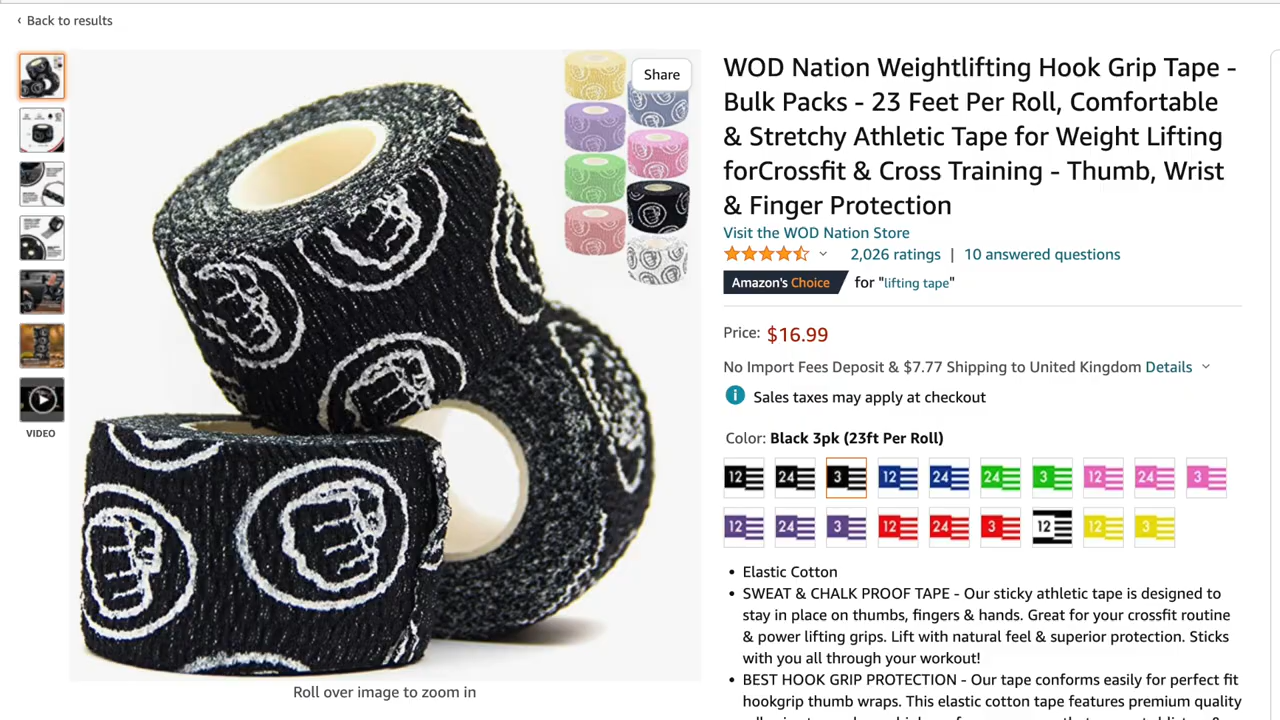 ‹ Back to results
Share
VIDEO
Roll over image to zoom in
WOD Nation Weightlifting Hook Grip Tape -
Bulk Packs - 23 Feet Per Roll, Comfortable
& Stretchy Athletic Tape for Weight Lifting
forCrossfit & Cross Training - Thumb, Wrist
& Finger Protection
Visit the WOD Nation Store
2,026 ratings | 10 answered questions
Amazon's Choice for "lifting tape"
Price: $16.99
No Import Fees Deposit & $7.77 Shipping to United Kingdom Details
i Sales taxes may apply at checkout
Color: Black 3pk (23ft Per Roll)
12 24 3 12 24 24 3 12 24 3
12 24 3 12 24 3 12 12 3
• Elastic Cotton
• SWEAT & CHALK PROOF TAPE - Our sticky athletic tape is designed to
stay in place on thumbs, fingers & hands. Great for your crossfit routine
& power lifting grips. Lift with natural feel & superior protection. Sticks
with you all through your workout!
• BEST HOOK GRIP PROTECTION - Our tape conforms easily for perfect fit
hookgrip thumb wraps. This elastic cotton tape features premium quality